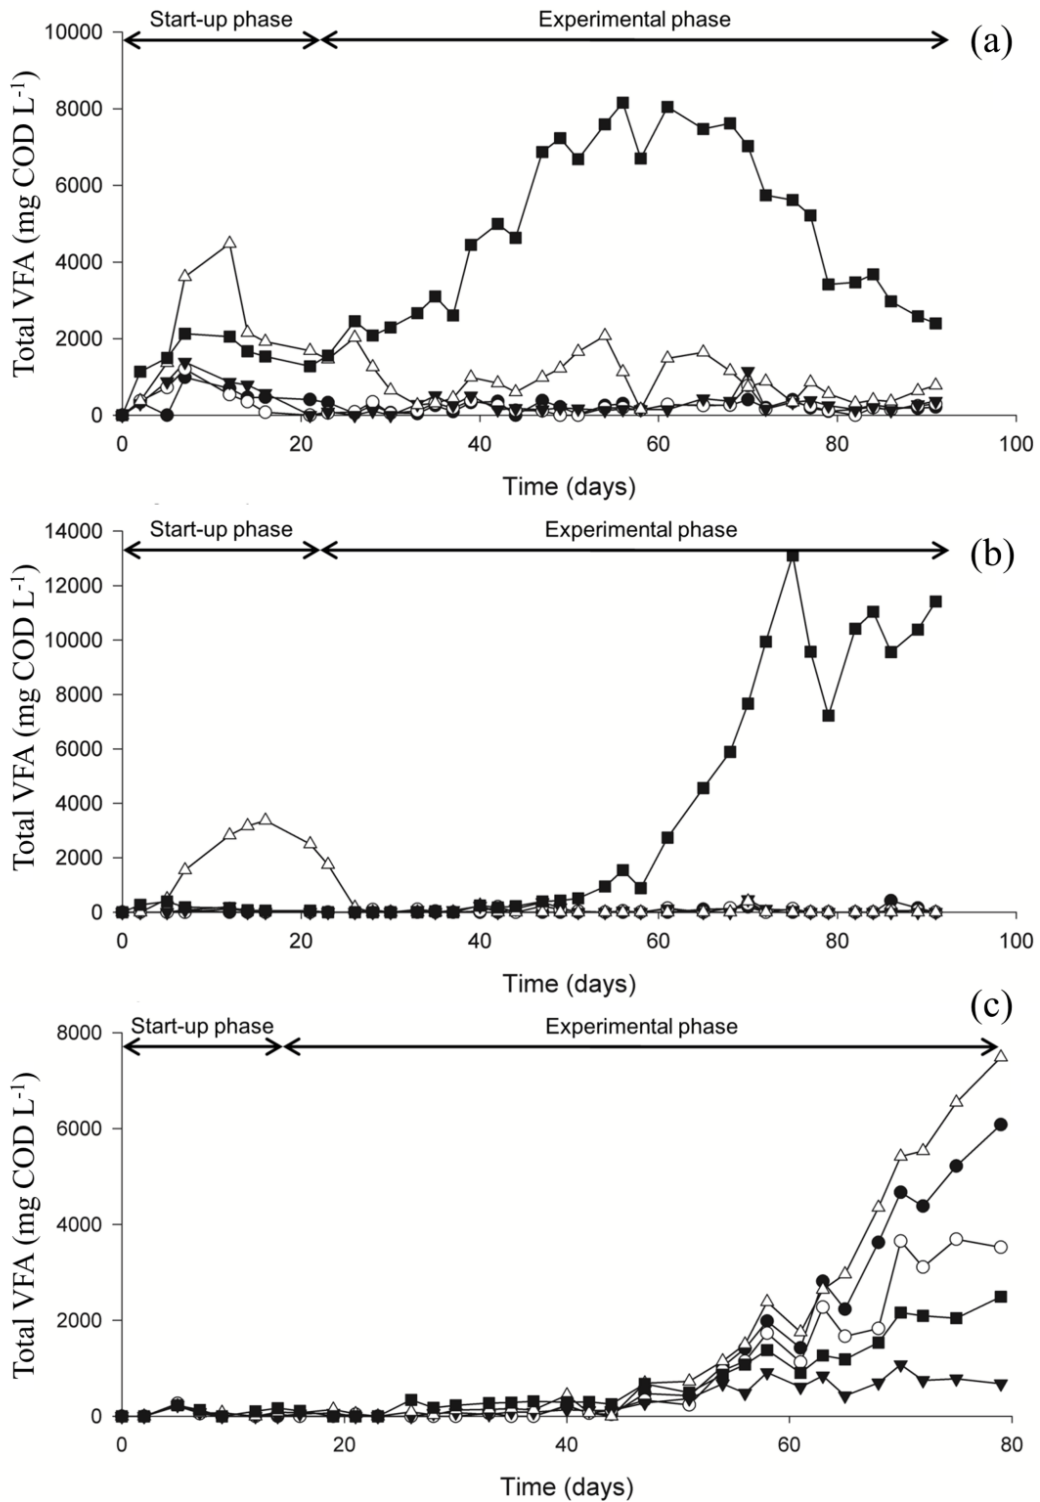 Start-up phase Experimental phase
(a)
10000
8000
6000
4000
2000
0
Total VFA (mg COD L-1)
0 20 40 60 80 100
Time (days)
Start-up phase Experimental phase
(b)
14000
12000
10000
8000
6000
4000
2000
0
Total VFA (mg COD L-1)
0 20 40 60 80 100
Time (days)
(c)
Start-up phase Experimental phase
8000
6000
4000
2000
0
Total VFA (mg COD L-1)
0 20 40 60 80
Time (days)